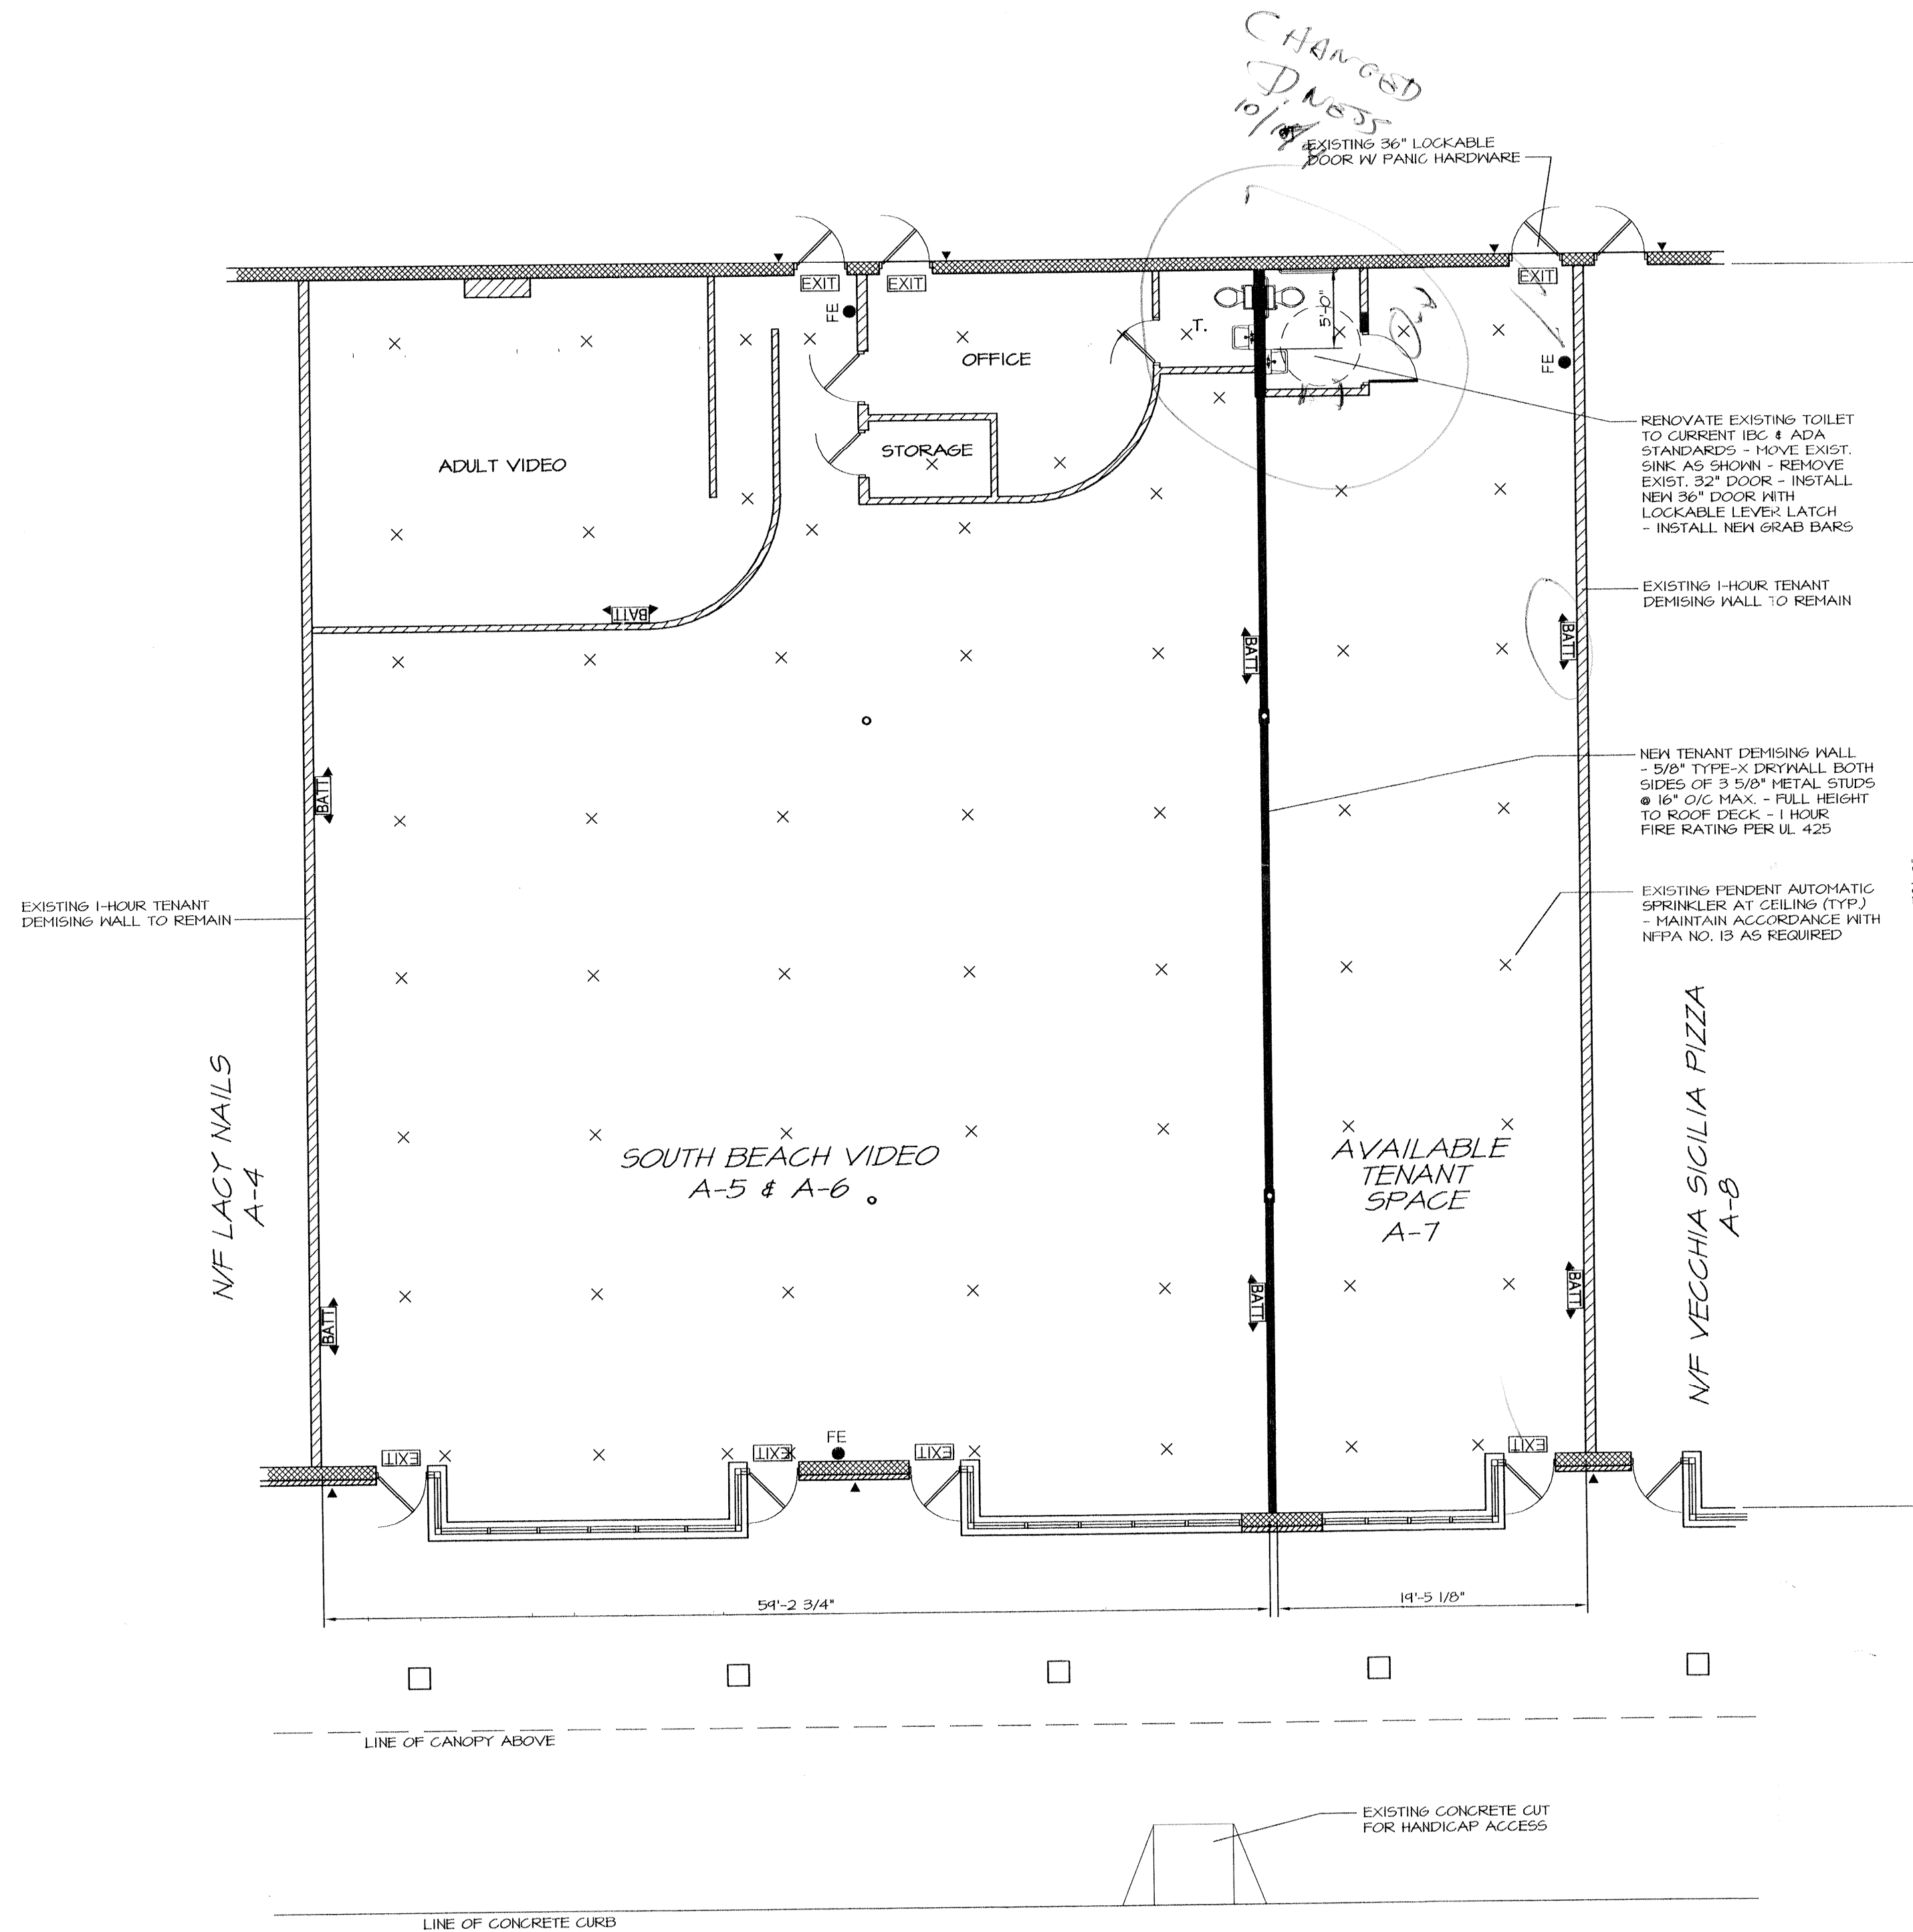 CHANGED
EXISTING 36" LOCKABLE
DOOR W/ PANIC HARDWARE
EXIT
EXIT
EXIT
FE
T.
5'-0"
FE
OFFICE
STORAGE
ADULT VIDEO
RENOVATE EXISTING TOILET
TO CURRENT IBC & ADA
STANDARDS - MOVE EXIST.
SINK AS SHOWN - REMOVE
EXIST. 32" DOOR - INSTALL
NEW 36" DOOR WITH
LOCKABLE LEVER LATCH
- INSTALL NEW GRAB BARS
EXISTING 1-HOUR TENANT
DEMISING WALL TO REMAIN
BATT
BATT
BATT
NEW TENANT DEMISING WALL
- 5/8" TYPE-X DRYWALL BOTH
SIDES OF 3 5/8" METAL STUDS
@ 16" O/C MAX. - FULL HEIGHT
TO ROOF DECK - 1 HOUR
FIRE RATING PER UL 425
BATT
EXISTING PENDENT AUTOMATIC
SPRINKLER AT CEILING (TYP.)
- MAINTAIN ACCORDANCE WITH
NFPA NO. 13 AS REQUIRED
EXISTING 1-HOUR TENANT
DEMISING WALL TO REMAIN
N/F LACY NAILS
A-4
SOUTH BEACH VIDEO
A-5 & A-6
AVAILABLE
TENANT
SPACE
A-7
N/F VECCHIA SICILIA PIZZA
A-8
BATT
BATT
BATT
EXIT
EXIT
FE
EXIT
EXIT
59'-2 3/4"
19'-5 1/8"
LINE OF CANOPY ABOVE
EXISTING CONCRETE CUT
FOR HANDICAP ACCESS
LINE OF CONCRETE CURB